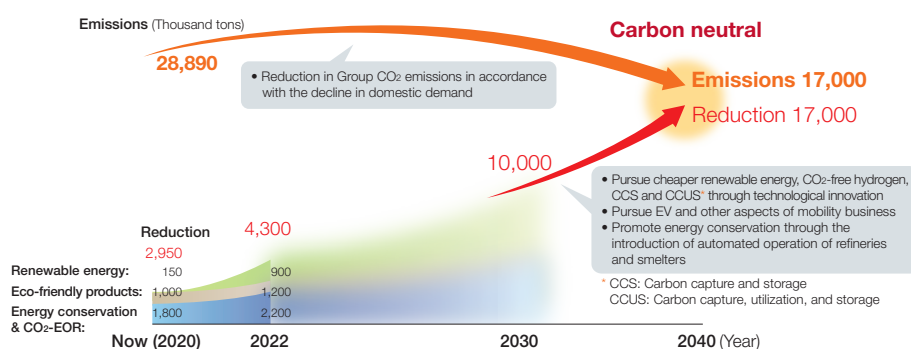 Emissions (Thousand tons)
Carbon neutral
28,890
• Reduction in Group CO2 emissions in accordance
with the decline in domestic demand
Emissions 17,000
Reduction 17,000
10,000
• Pursue cheaper renewable energy, CO2-free hydrogen,
CCS and CCUS* through technological innovation
• Pursue EV and other aspects of mobility business
• Promote energy conservation through the
introduction of automated operation of refineries
and smelters
* CCS: Carbon capture and storage
CCUS: Carbon capture, utilization, and storage
Reduction
2,950
4,300
Renewable energy: 150 900
Eco-friendly products: 1,000 1,200
Energy conservation
& CO2-EOR: 1,800 2,200
Now (2020) 2022 2030 2040 (Year)